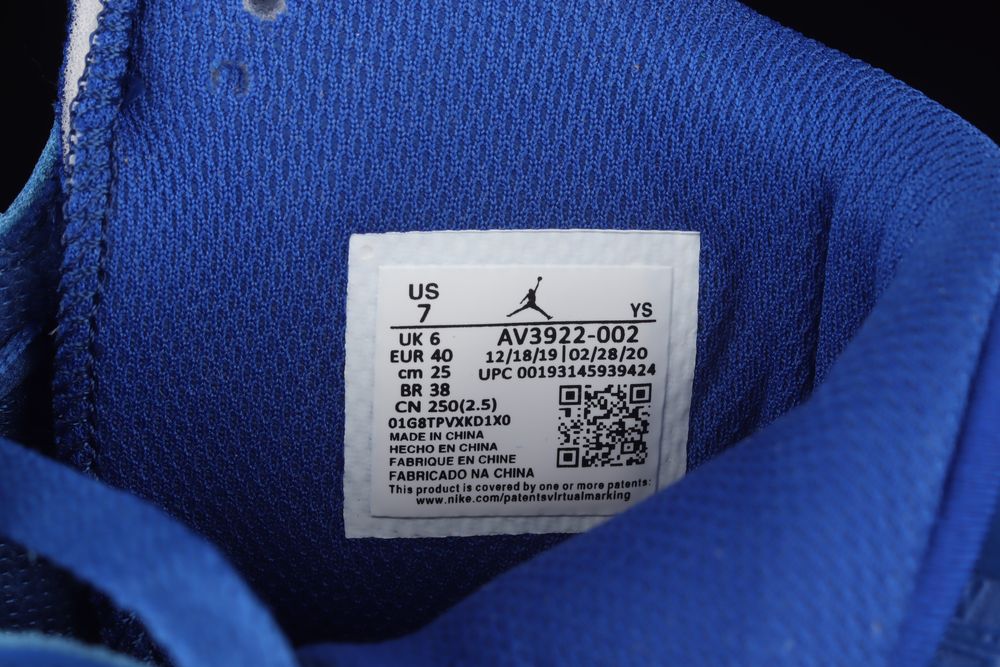 US
7
YS
UK 6
AV3922-002
EUR 40
12/18/19|02/28/20
cm 25
UPC 00193145939424
BR 38
CN 250(2.5)
01G8TPVXKD1X0
MADE IN CHINA
HECHO EN CHINA
FABRIQUE EN CHINE
FABRICADO NA CHINA
This product is covered by one or more patents:
www.nike.com/patentsvirtualmarking